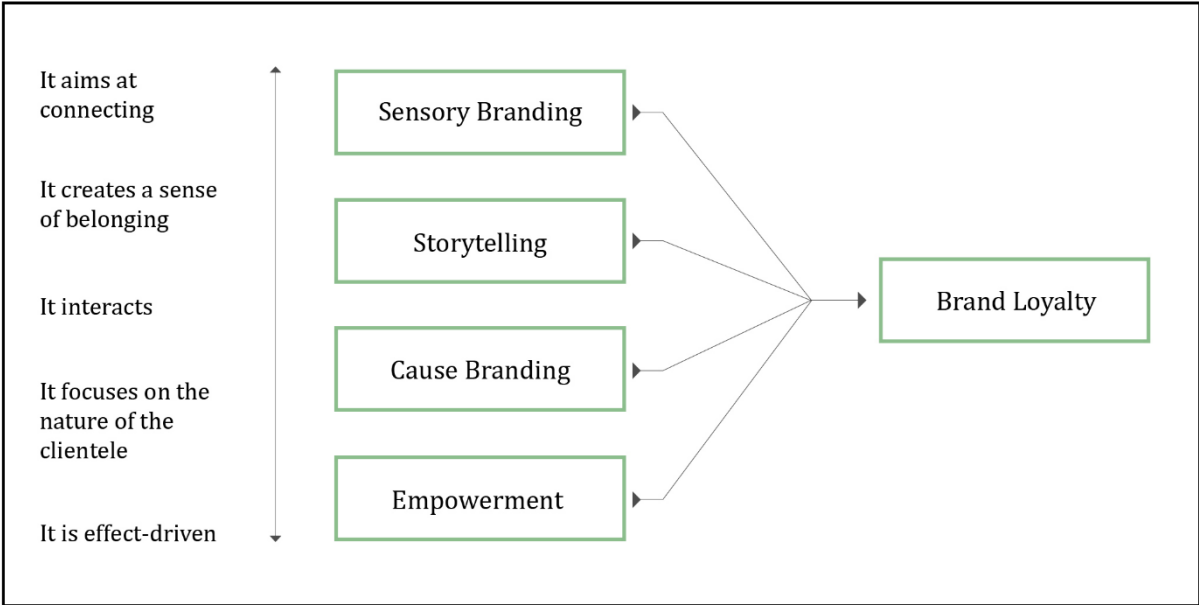 It aims at
connecting
It creates a sense
of belonging
It interacts
It focuses on the
nature of the
clientele
It is effect-driven
Sensory Branding
Storytelling
Cause Branding
Empowerment
Brand Loyalty